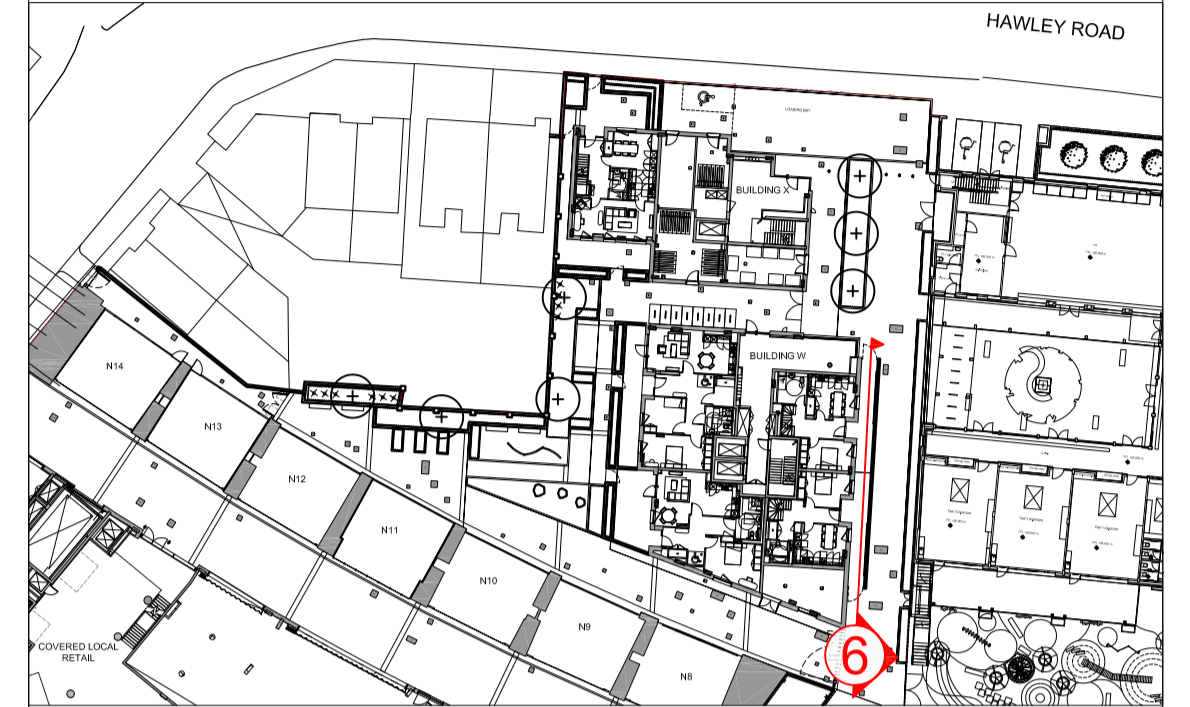 HAWLEY ROAD
LOADING BAY
BUILDING X
BUILDING W
N14
N13
N12
N11
N10
N9
N8
COVERED LOCAL
RETAIL
6